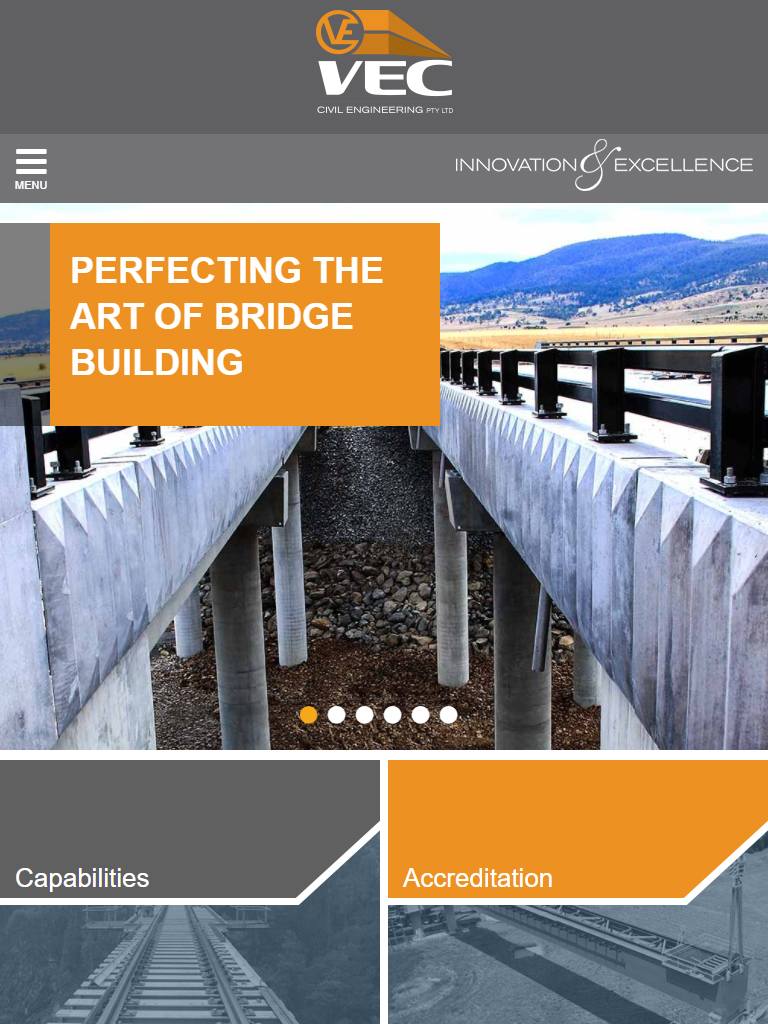 VE
VEC
CIVIL ENGINEERING PTY LTD
MENU
INNOVATION & EXCELLENCE
PERFECTING THE
ART OF BRIDGE
BUILDING
Capabilities
Accreditation